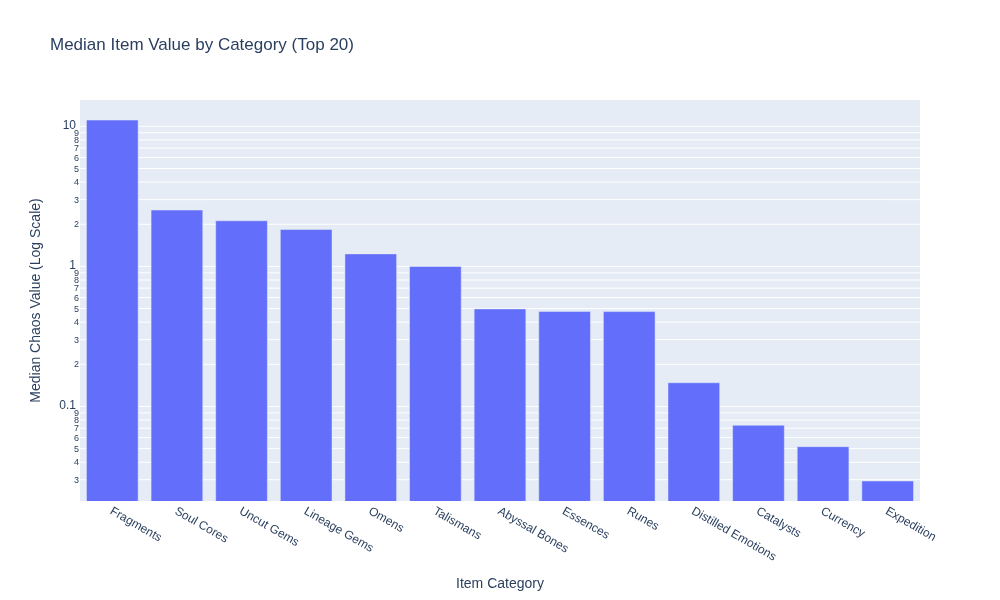 Median Item Value by Category (Top 20)
Median Chaos Value (Log Scale)
10
9
8
7
6
5
4
3
2
1
9
8
7
6
5
4
3
2
0.1
9
8
7
6
5
4
3
Fragments
Soul Cores
Uncut Gems
Lineage Gems
Omens
Talismans
Abyssal Bones
Essences
Runes
Distilled Emotions
Catalysts
Currency
Expedition
Item Category